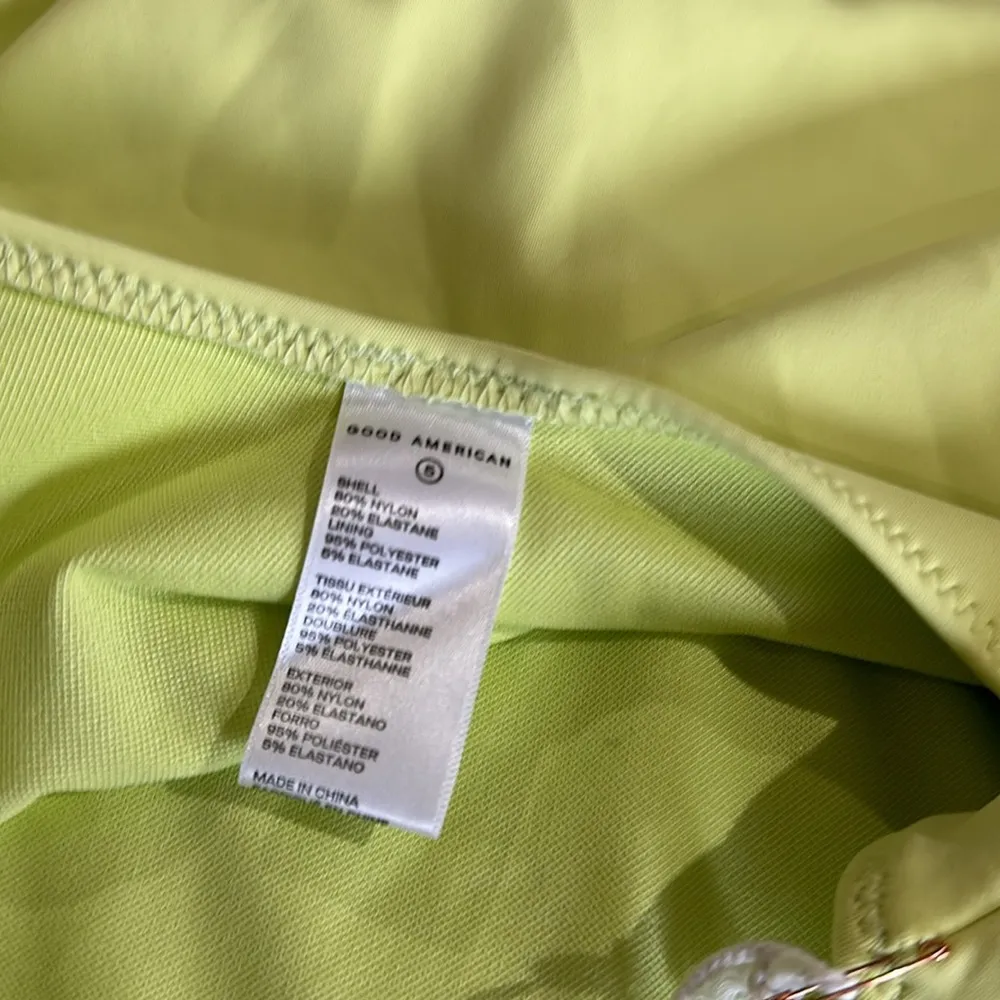 GOOD AMERICAN
5
SHELL
80% NYLON
20% ELASTANE
LINING
95% POLYESTER
5% ELASTANE
TISSU EXTÉRIEUR
80% NYLON
20% ÉLASTHANNE
DOUBLURE
95% POLYESTER
5% ÉLASTHANNE
EXTERIOR
80% NYLON
20% ELASTANO
FORRO
95% POLIÉSTER
5% ELASTANO
MADE IN CHINA